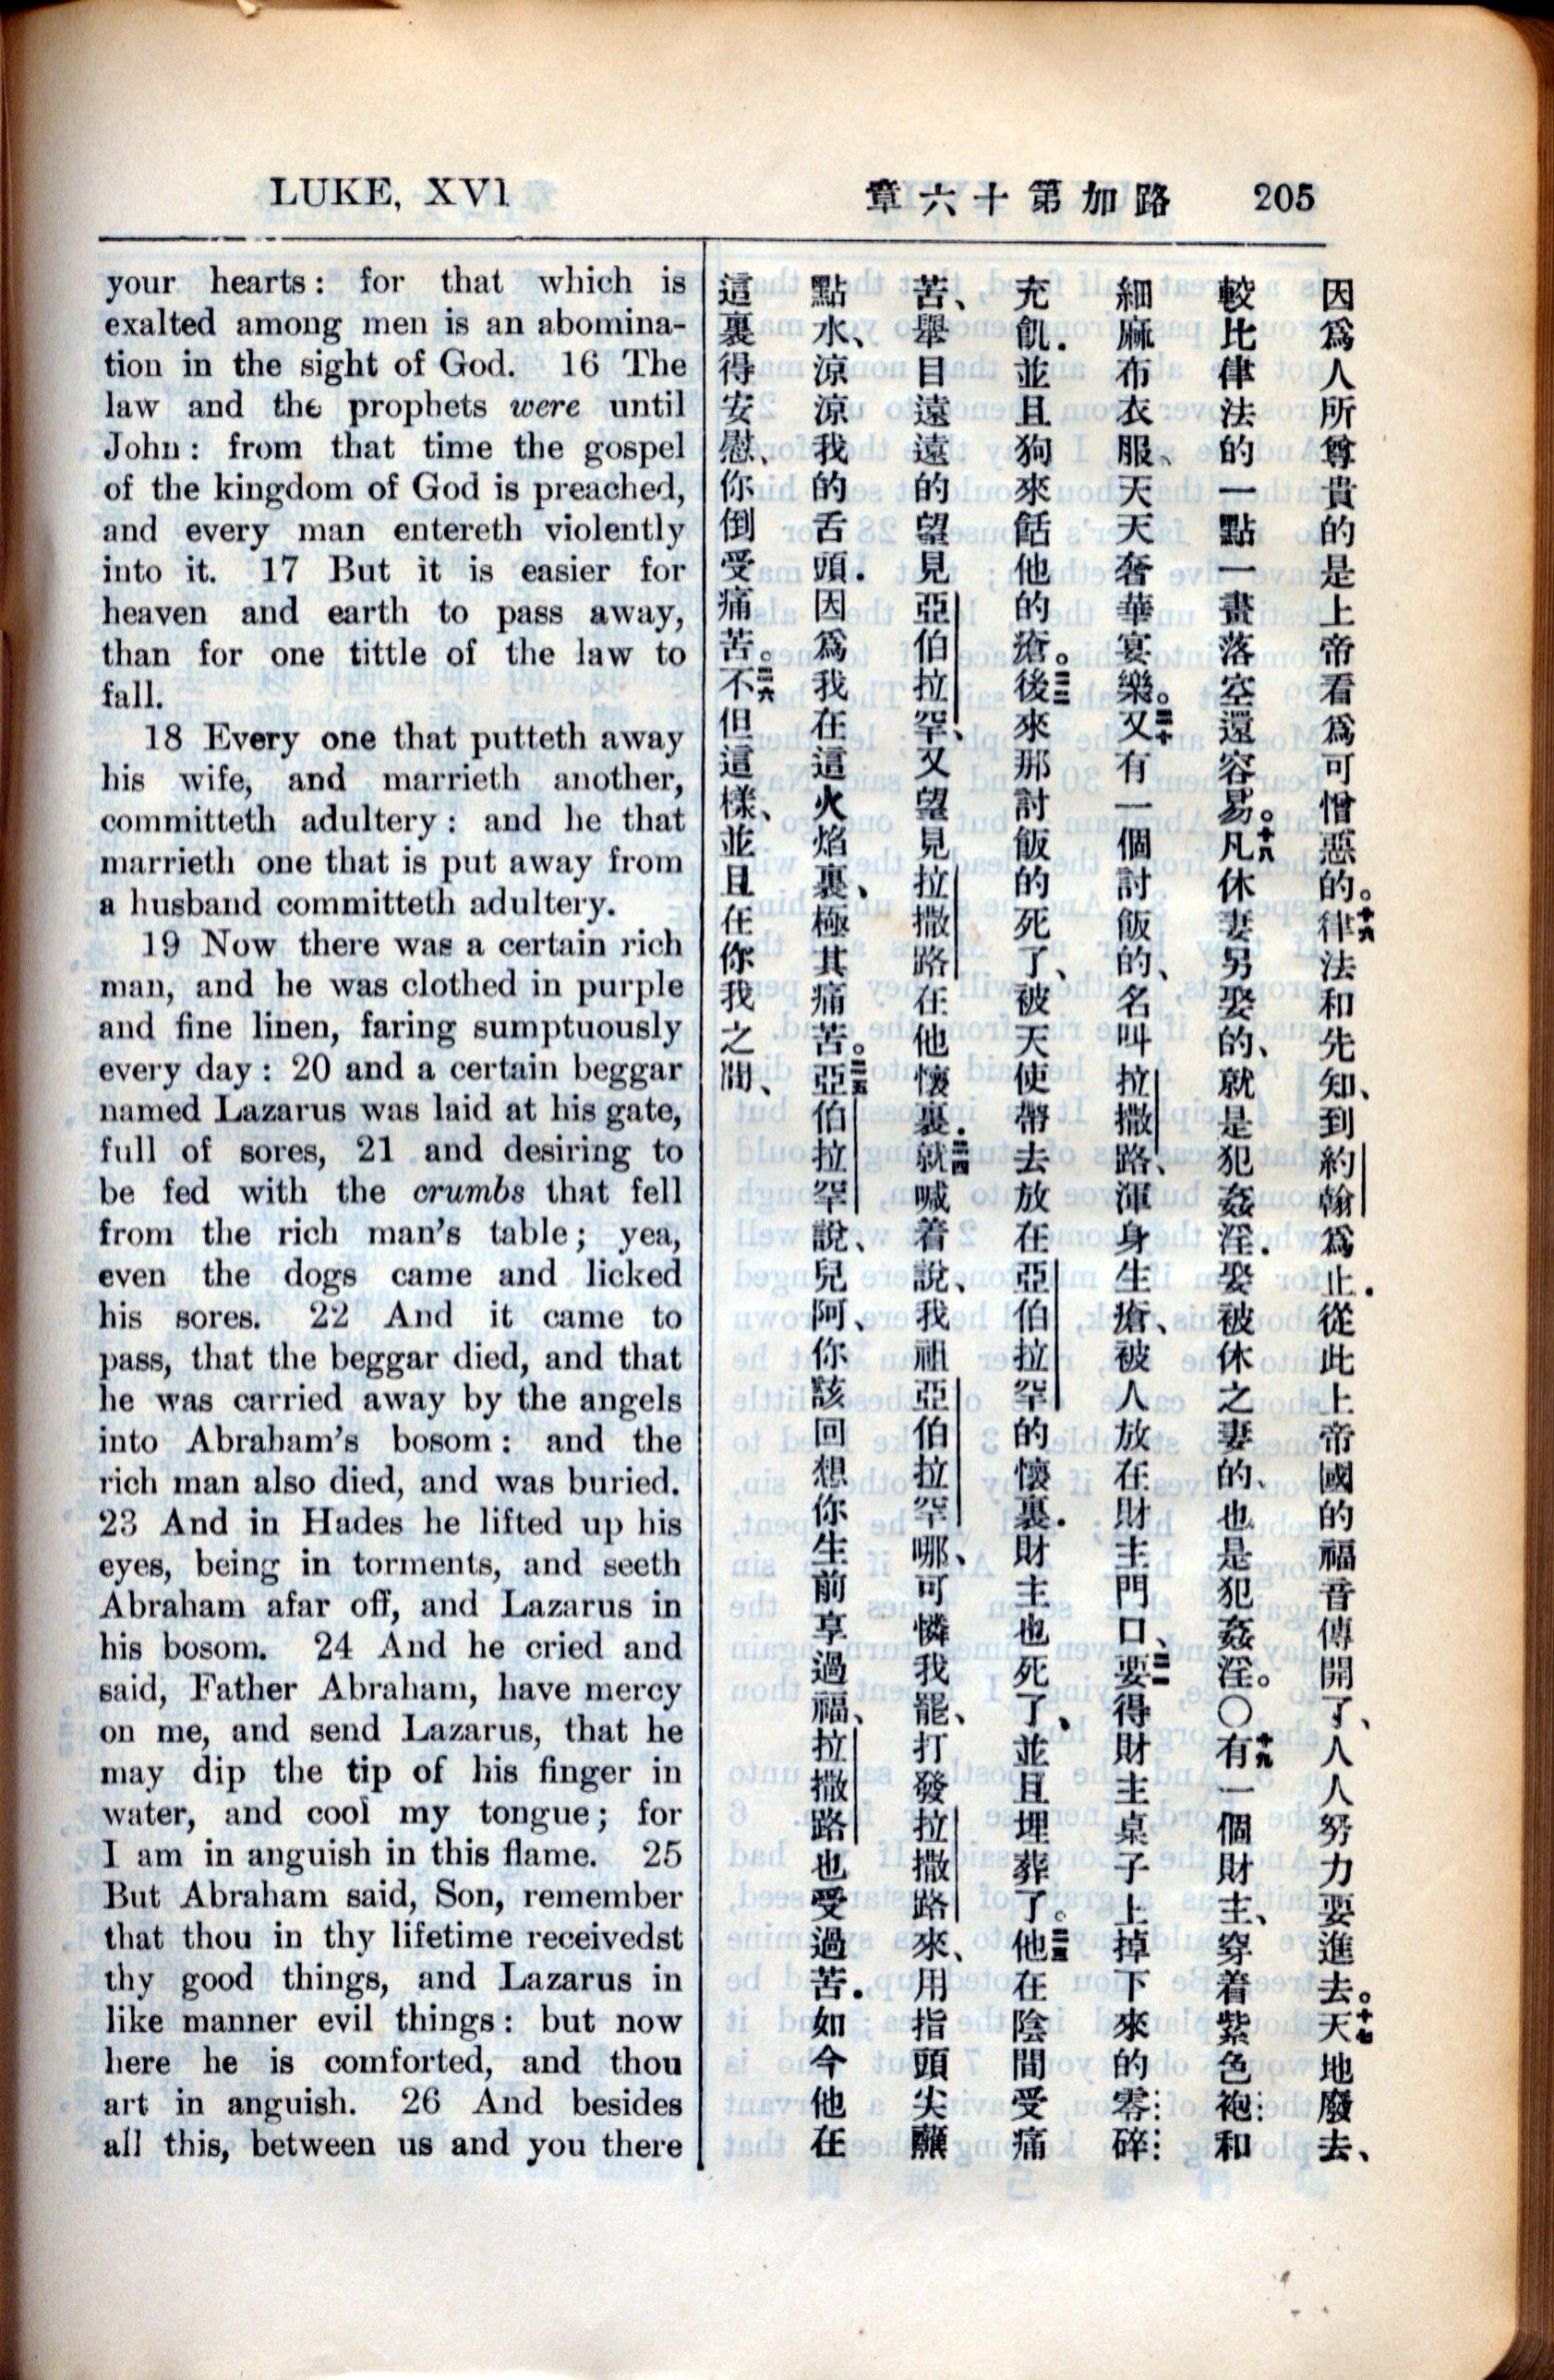 LUKE, XVI
章六十第加路 205
your hearts: for that which is
exalted among men is an abomina-
tion in the sight of God. 16 The
law and the prophets were until
John: from that time the gospel
of the kingdom of God is preached,
and every man entereth violently
into it. 17 But it is easier for
heaven and earth to pass away,
than for one tittle of the law to
fall.
18 Every one that putteth away
his wife, and marrieth another,
committeth adultery: and he that
marrieth one that is put away from
a husband committeth adultery.
19 Now there was a certain rich
man, and he was clothed in purple
and fine linen, faring sumptuously
every day: 20 and a certain beggar
named Lazarus was laid at his gate,
full of sores, 21 and desiring to
be fed with the crumbs that fell
from the rich man's table; yea,
even the dogs came and licked
his sores. 22 And it came to
pass, that the beggar died, and that
he was carried away by the angels
into Abraham's bosom: and the
rich man also died, and was buried.
23 And in Hades he lifted up his
eyes, being in torments, and seeth
Abraham afar off, and Lazarus in
his bosom. 24 And he cried and
said, Father Abraham, have mercy
on me, and send Lazarus, that he
may dip the tip of his finger in
water, and cool my tongue; for
I am in anguish in this flame. 25
But Abraham said, Son, remember
that thou in thy lifetime receivedst
thy good things, and Lazarus in
like manner evil things: but now
here he is comforted, and thou
art in anguish. 26 And besides
all this, between us and you there
因爲人所尊貴的是上帝看爲可憎惡的。十六律法和先知、到約翰爲止．從此上帝國的福音傳開了、人人努力要進去。十七天地廢去、
較比律法的一點一畫落空還容易。十八凡休妻另娶的、就是犯姦淫．娶被休之妻的、也是犯姦淫。〇十九有一個財主、穿着紫色袍和
細麻布衣服、天天奢華宴樂。二十又有一個討飯的、名叫拉撒路、渾身生瘡、被人放在財主門口、二一要得財主桌子上掉下來的零碎
充飢．並且狗來餂他的瘡。二二後來那討飯的死了、被天使帶去放在亞伯拉罕的懷裏．財主也死了、並且埋葬了。二三他在陰間受痛
苦、舉目遠遠的望見亞伯拉罕、又望見拉撒路在他懷裏．二四就喊着說、我祖亞伯拉罕哪、可憐我罷、打發拉撒路來、用指頭尖蘸
點水、涼涼我的舌頭．因爲我在這火焰裏、極其痛苦。二五亞伯拉罕說、兒阿、你該回想你生前享過福、拉撒路也受過苦．如今他在
這裏得安慰、你倒受痛苦。二六不但這樣、並且在你我之間、